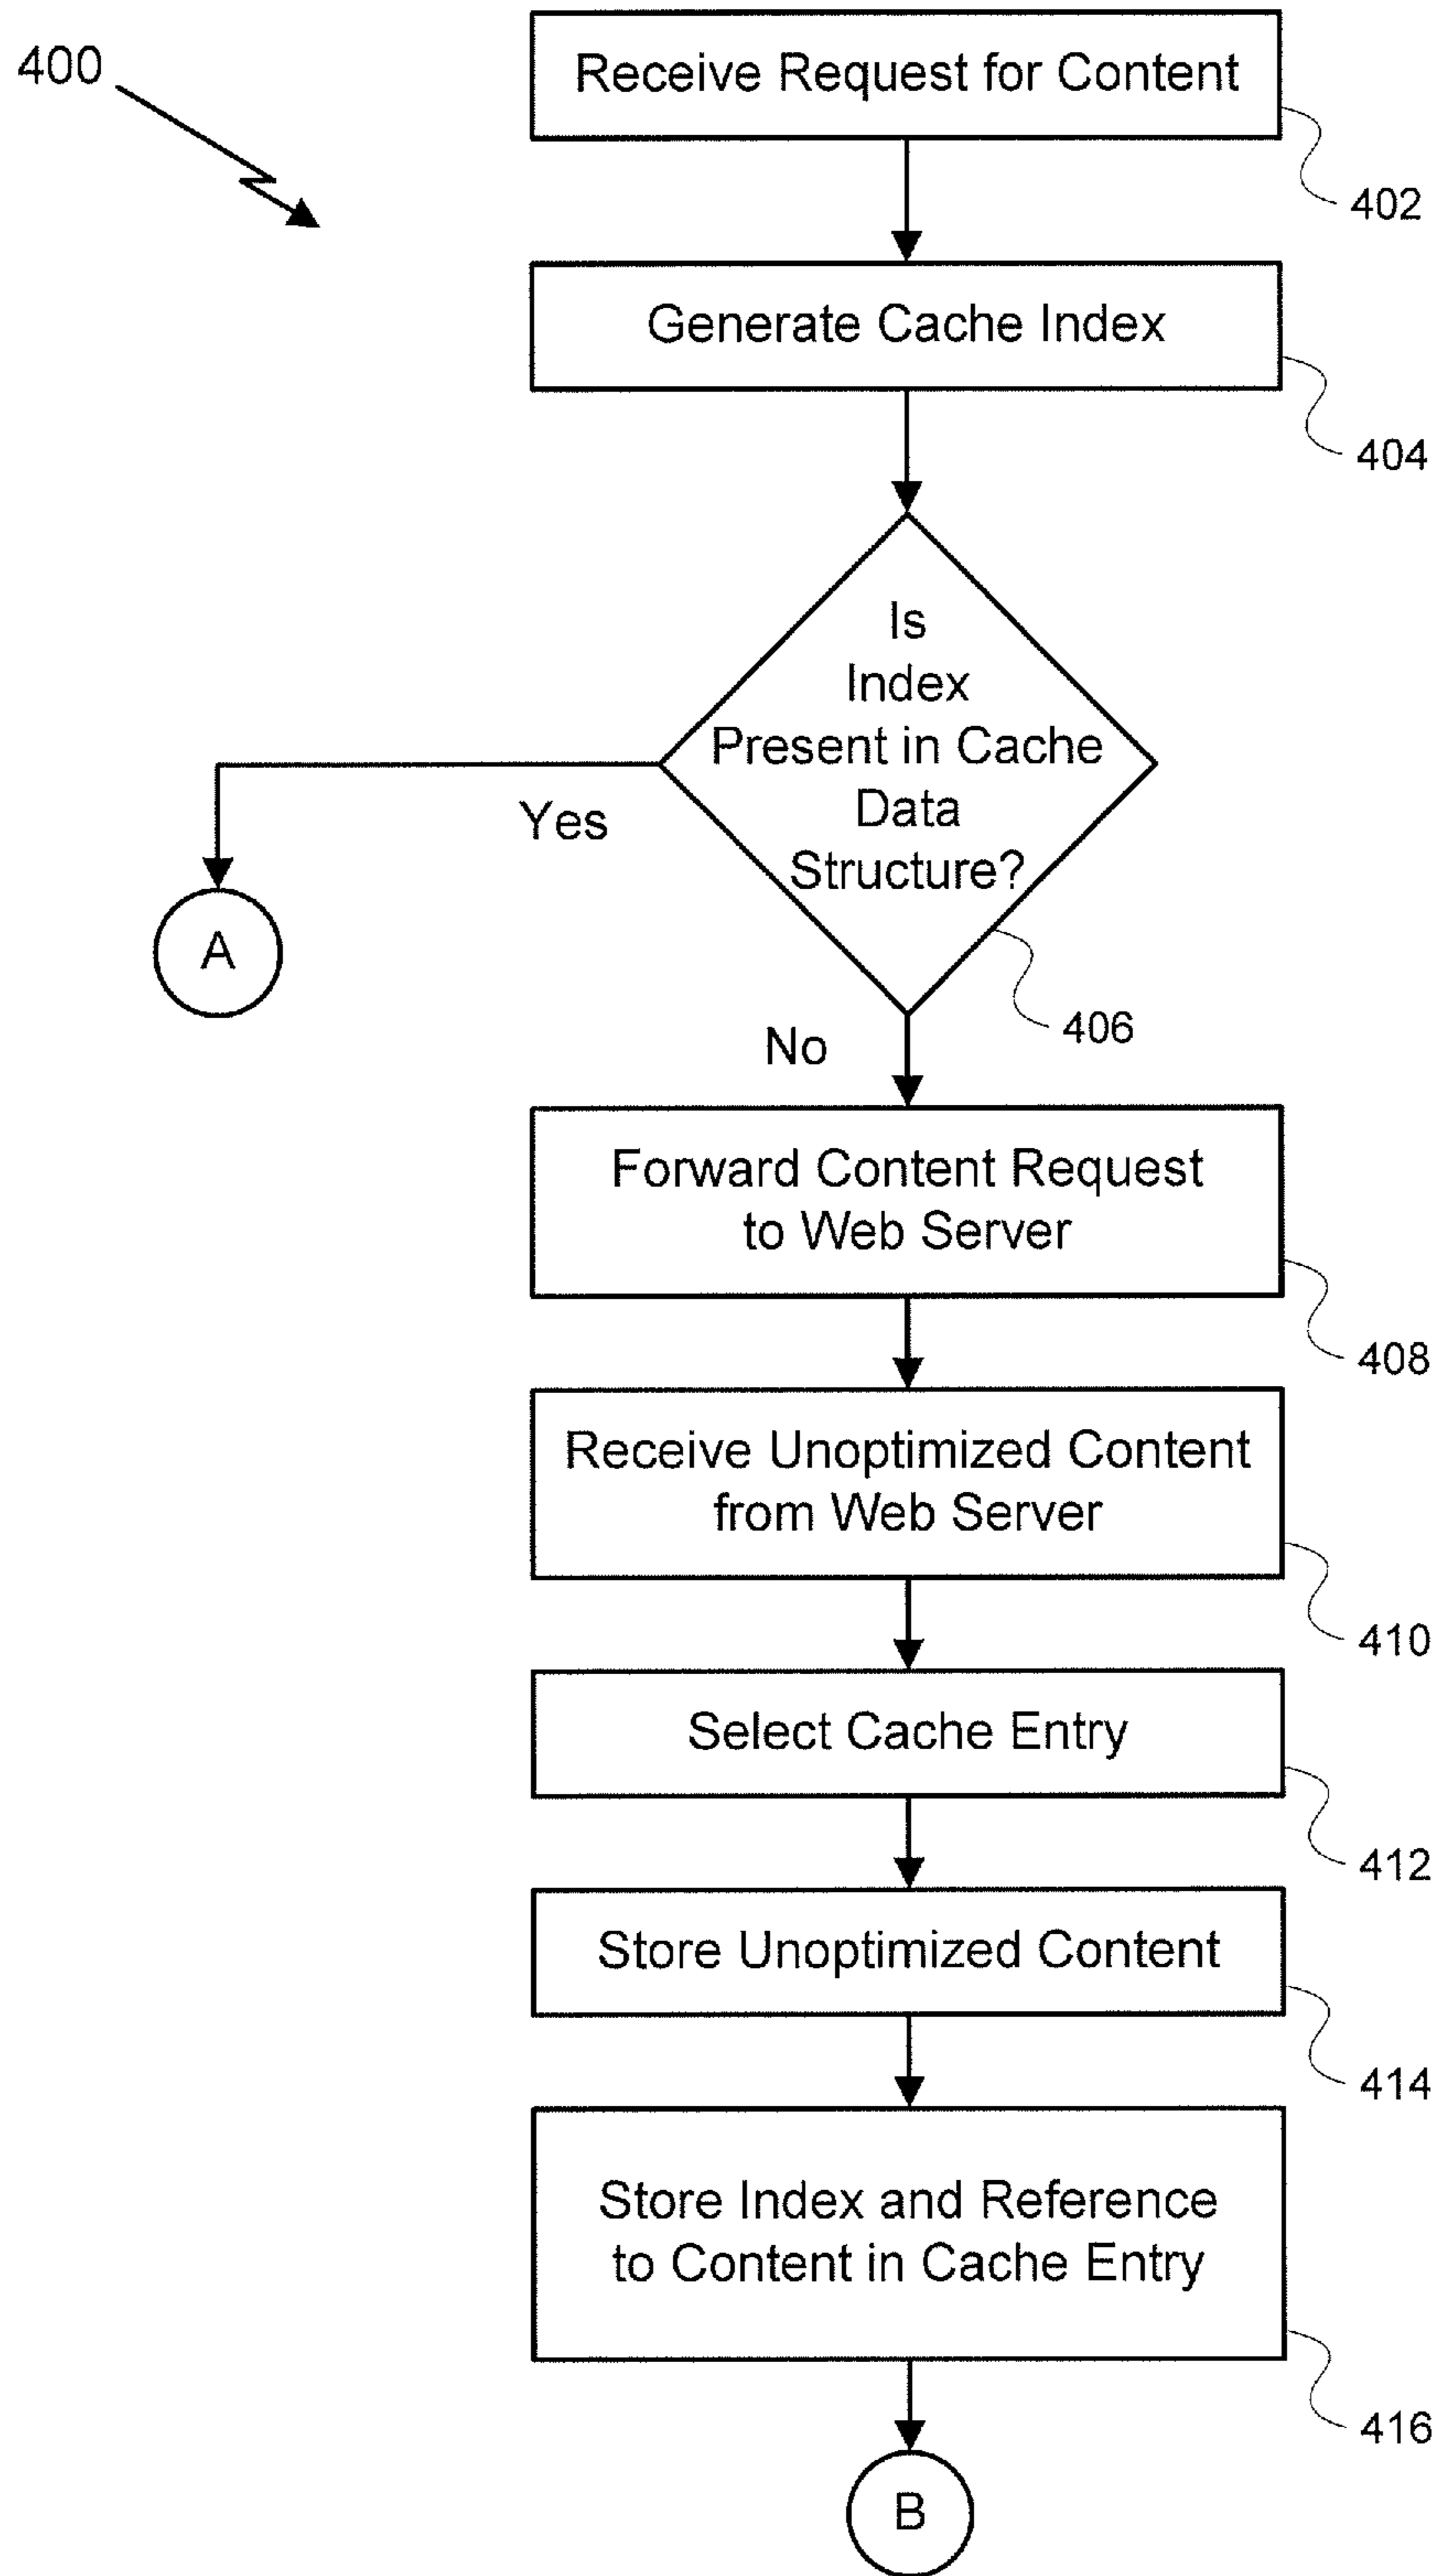 400
Receive Request for Content
402
Generate Cache Index
404
Is
Index
Present in Cache
Data
Structure?
Yes
A
406
No
Forward Content Request
to Web Server
408
Receive Unoptimized Content
from Web Server
410
Select Cache Entry
412
Store Unoptimized Content
414
Store Index and Reference
to Content in Cache Entry
416
B